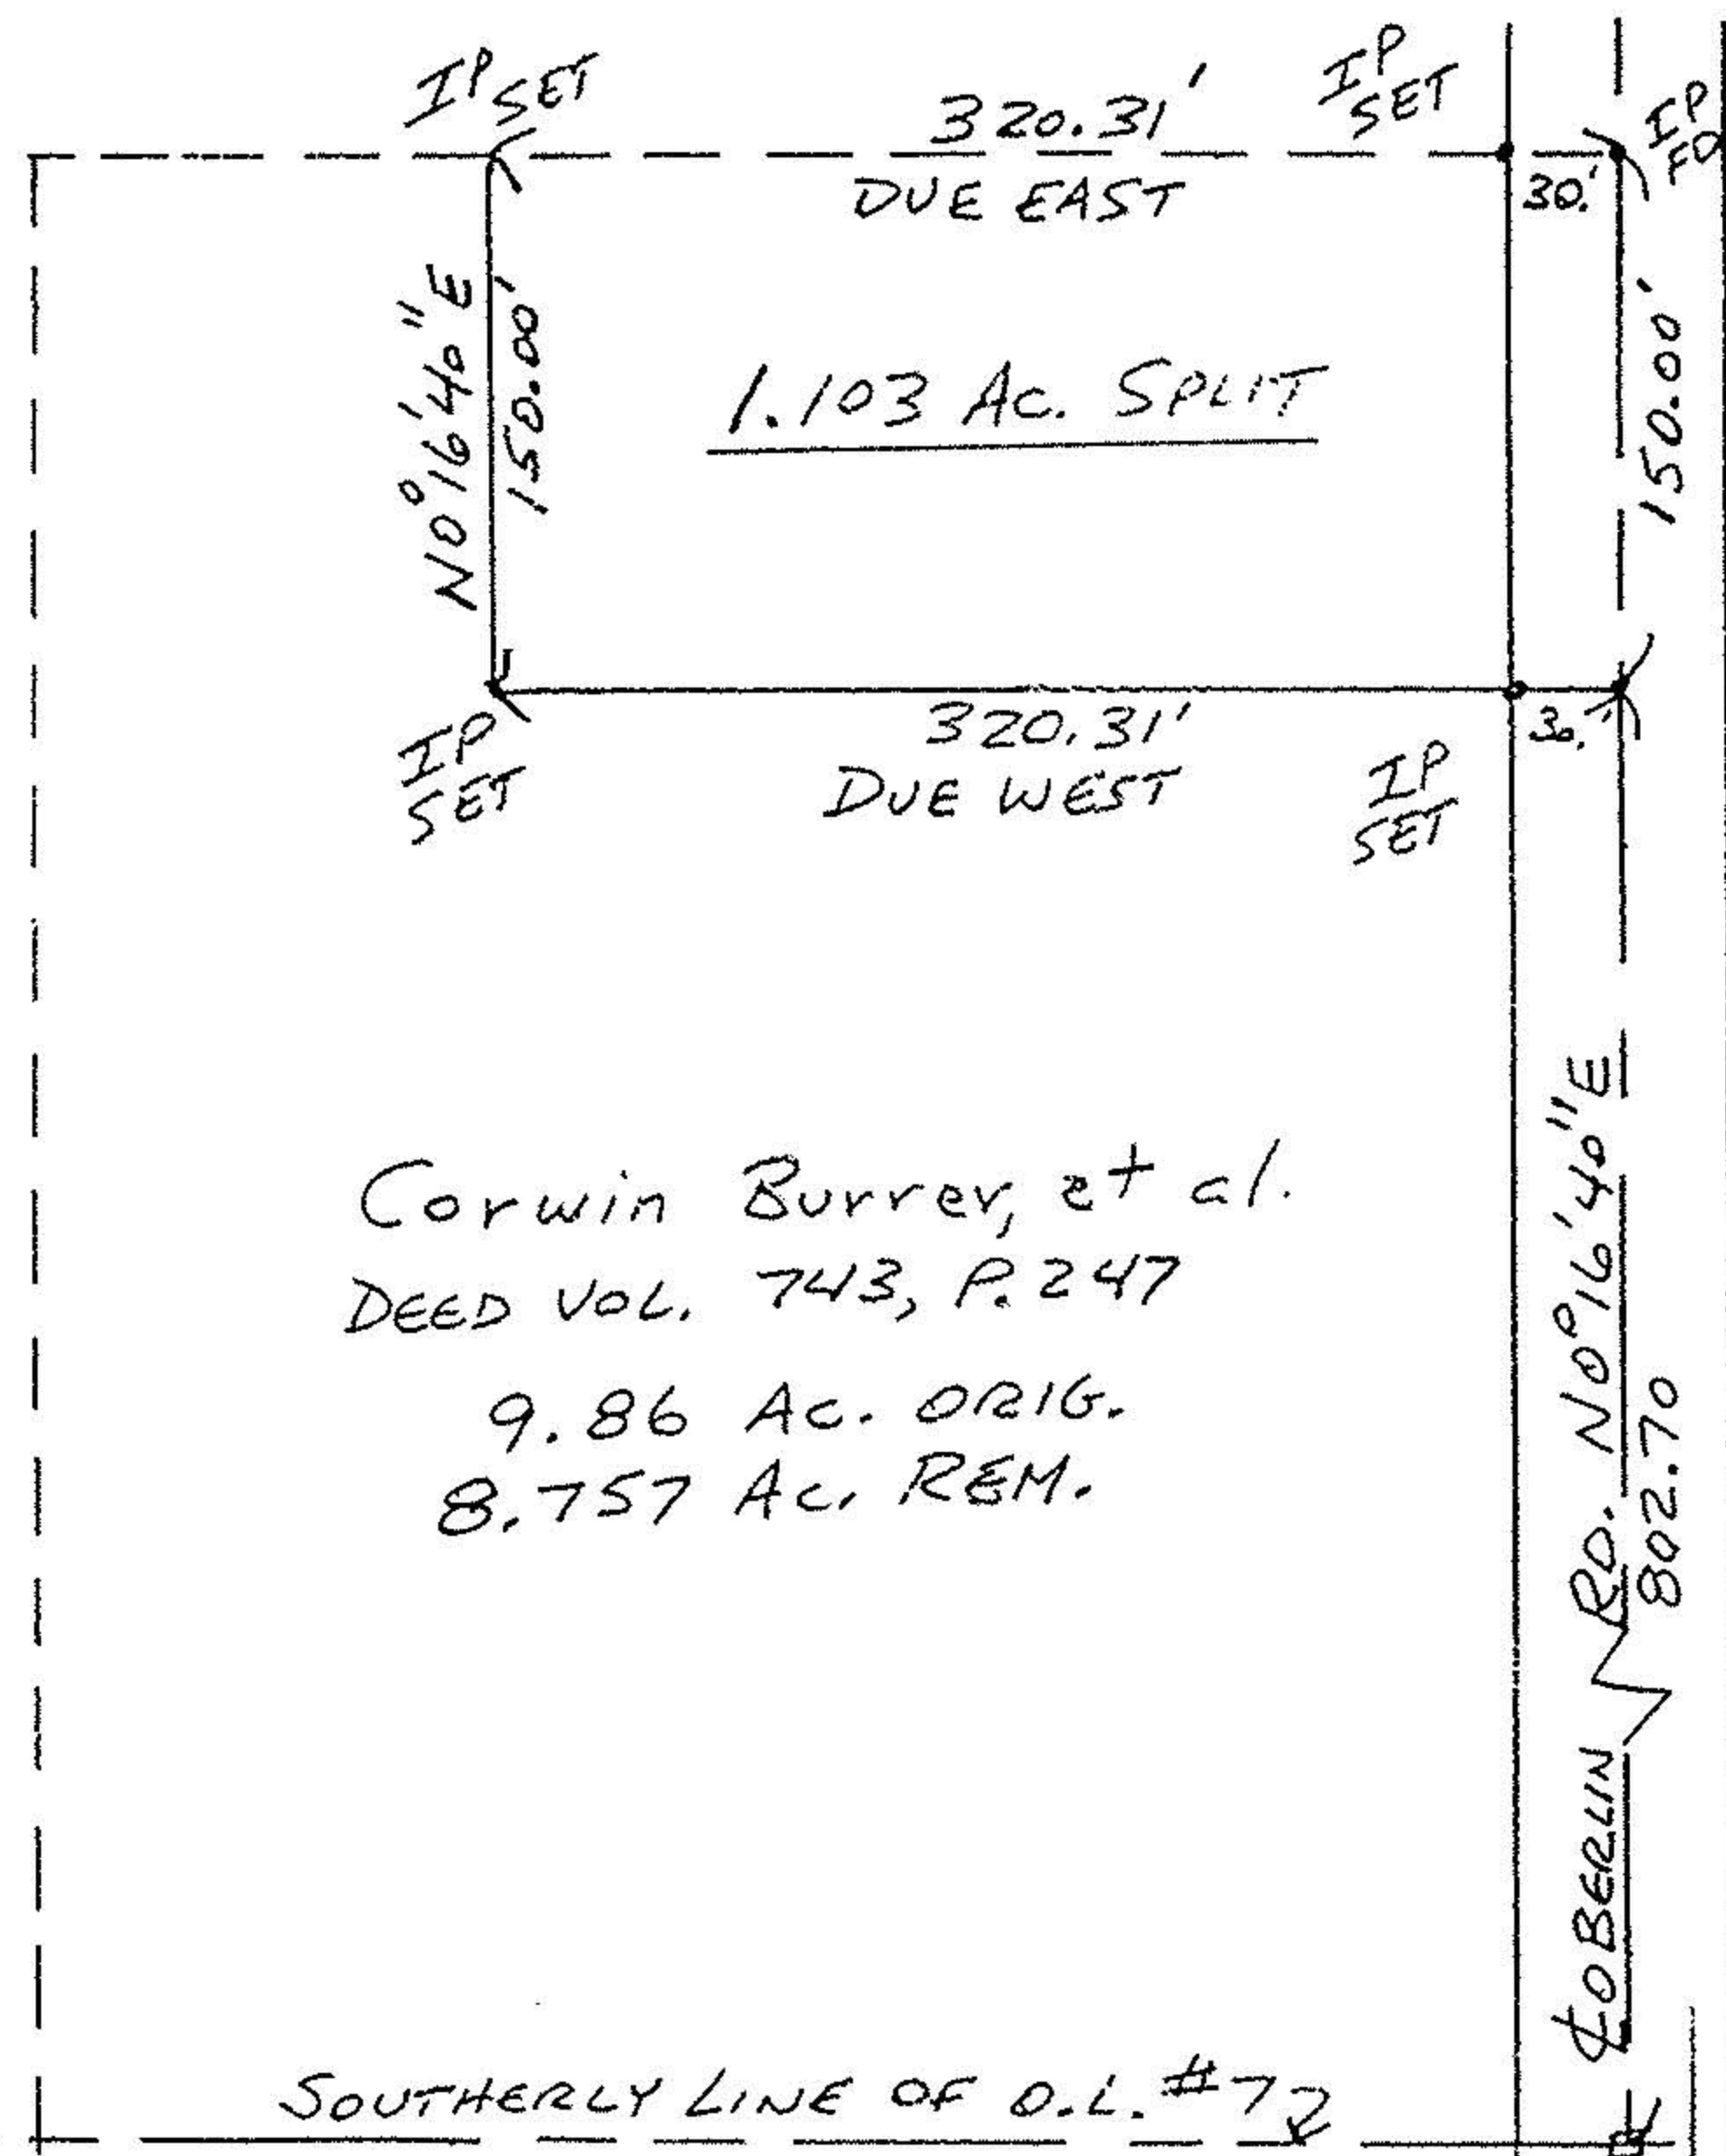 IP SET
320.31'
DUE EAST
IP
SET
IP
FD
30.'
N0°16'40"E
150.00'
1.103 AC. SPLIT
150.00'
320.31'
DUE WEST
30.'
IP
SET
IP
SET
Corwin Burrer, et al.
DEED VOL. 743, P. 247
9.86 AC. ORIG.
8.757 AC. REM.
℄ OBERLIN RD. N0°16'40"E
802.70
SOUTHERLY LINE OF O.L. #72